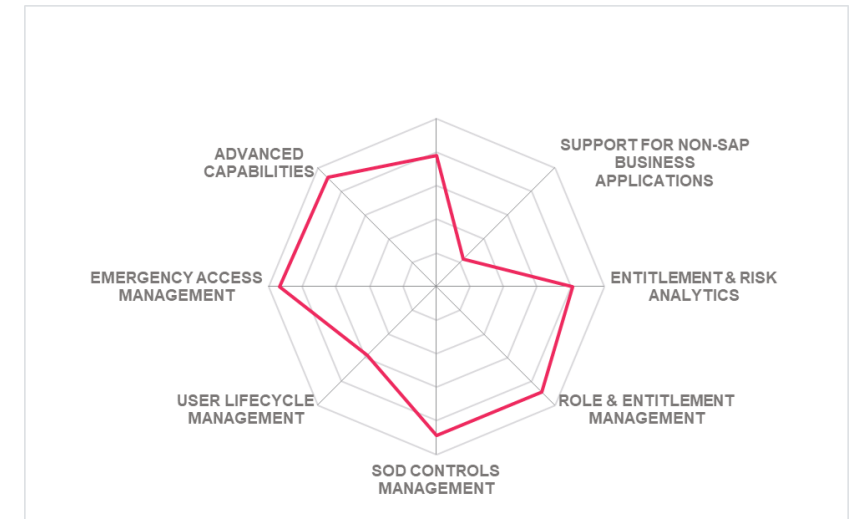 ADVANCED
CAPABILITIES
SUPPORT FOR NON-SAP
BUSINESS
APPLICATIONS
EMERGENCY ACCESS
MANAGEMENT
ENTITLEMENT & RISK
ANALYTICS
USER LIFECYCLE
MANAGEMENT
ROLE & ENTITLEMENT
MANAGEMENT
SOD CONTROLS
MANAGEMENT